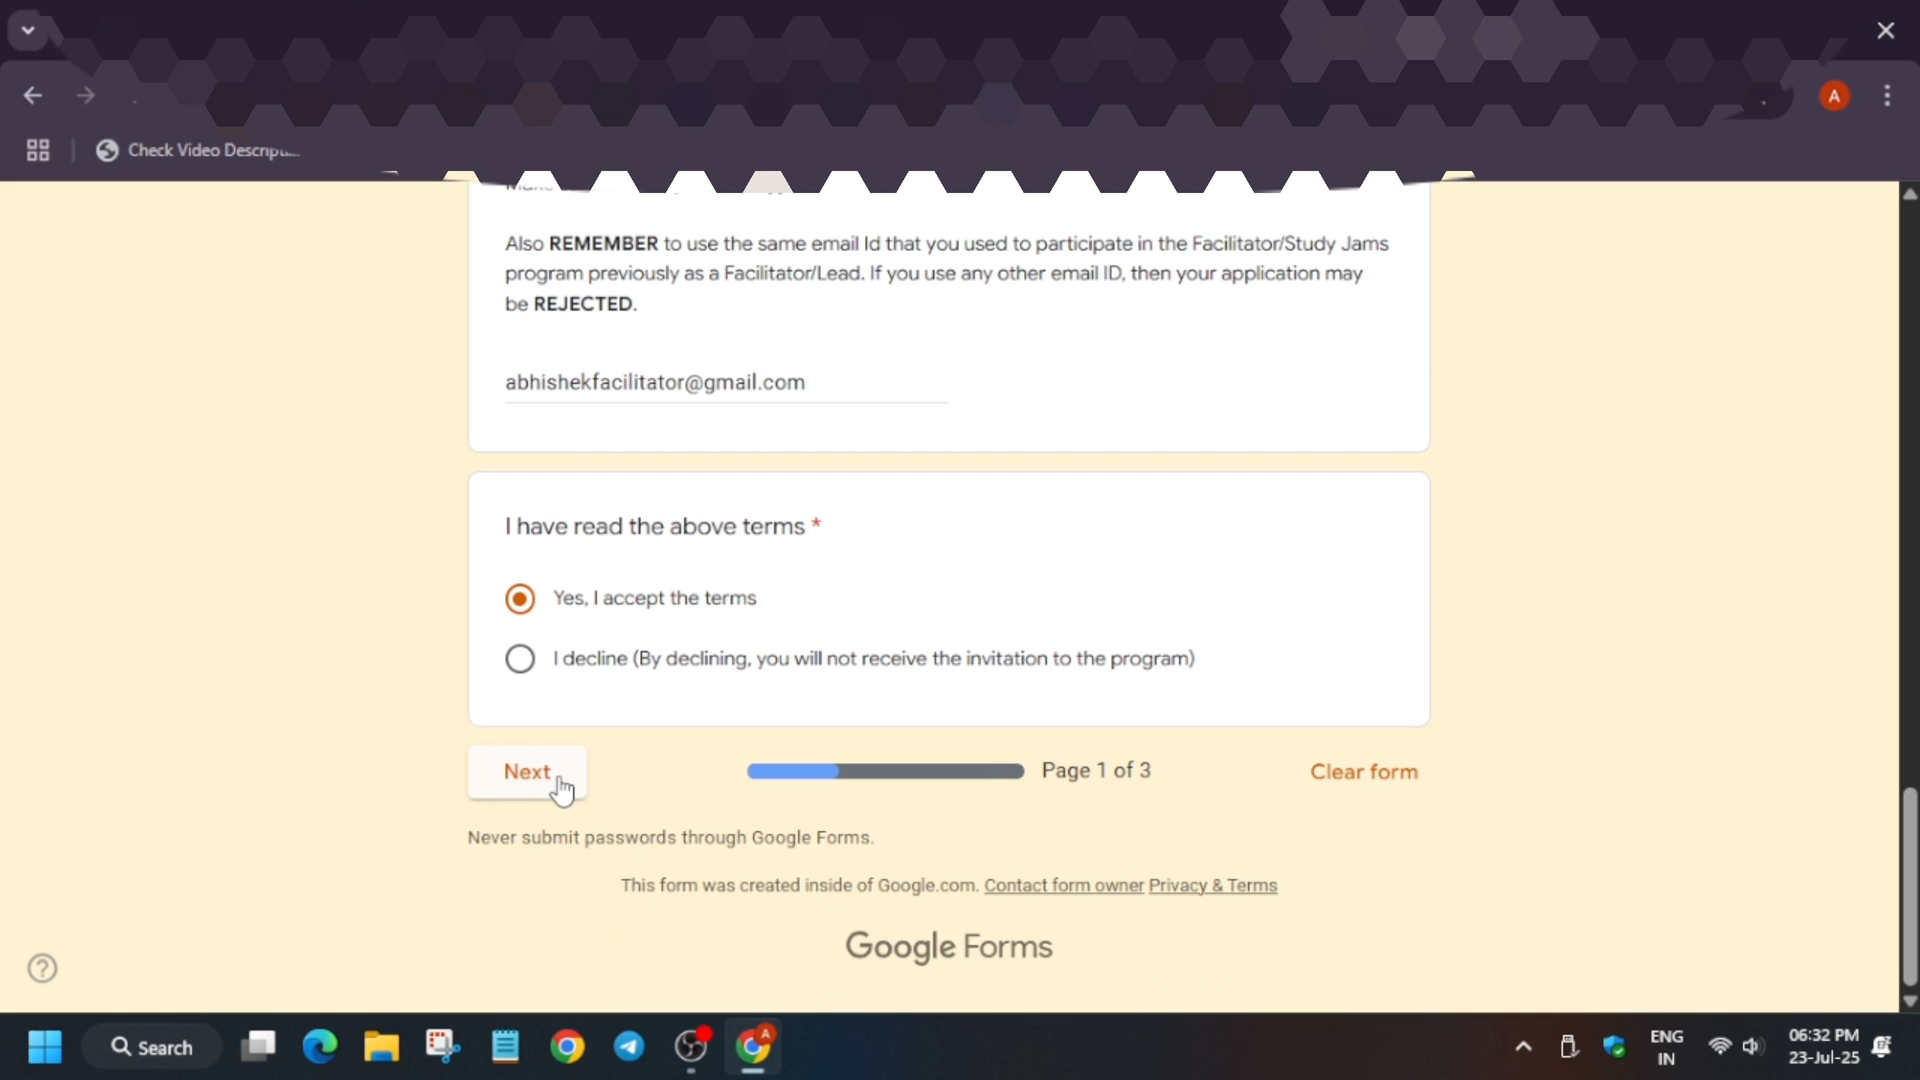 A
Check Video Descript...
Also REMEMBER to use the same email Id that you used to participate in the Facilitator/Study Jams
program previously as a Facilitator/Lead. If you use any other email ID, then your application may
be REJECTED.
abhishekfacilitator@gmail.com
I have read the above terms *
Yes, I accept the terms
I decline (By declining, you will not receive the invitation to the program)
Next
Page 1 of 3
Clear form
Never submit passwords through Google Forms.
This form was created inside of Google.com. Contact form owner Privacy & Terms
Google Forms
Search
A
ENG
IN
06:32 PM
23-Jul-25